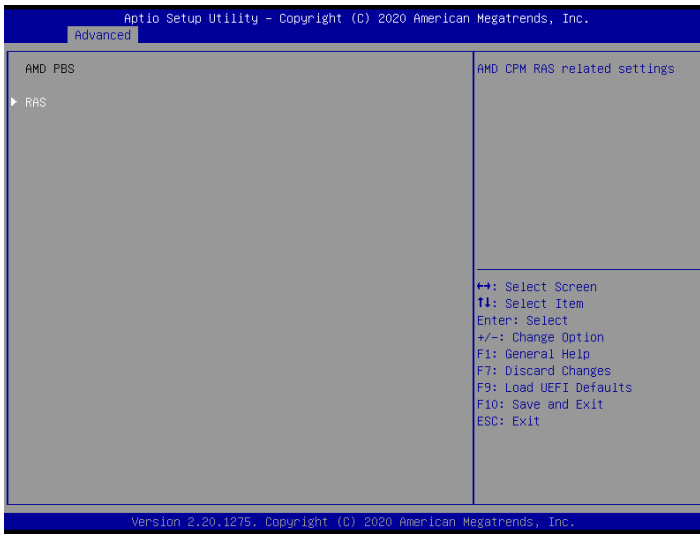 Aptio Setup Utility – Copyright (C) 2020 American Megatrends, Inc.
Advanced
AMD PBS
RAS
AMD CPM RAS related settings
↔: Select Screen
↑↓: Select Item
Enter: Select
+/-: Change Option
F1: General Help
F7: Discard Changes
F9: Load UEFI Defaults
F10: Save and Exit
ESC: Exit
Version 2.20.1275. Copyright (C) 2020 American Megatrends, Inc.